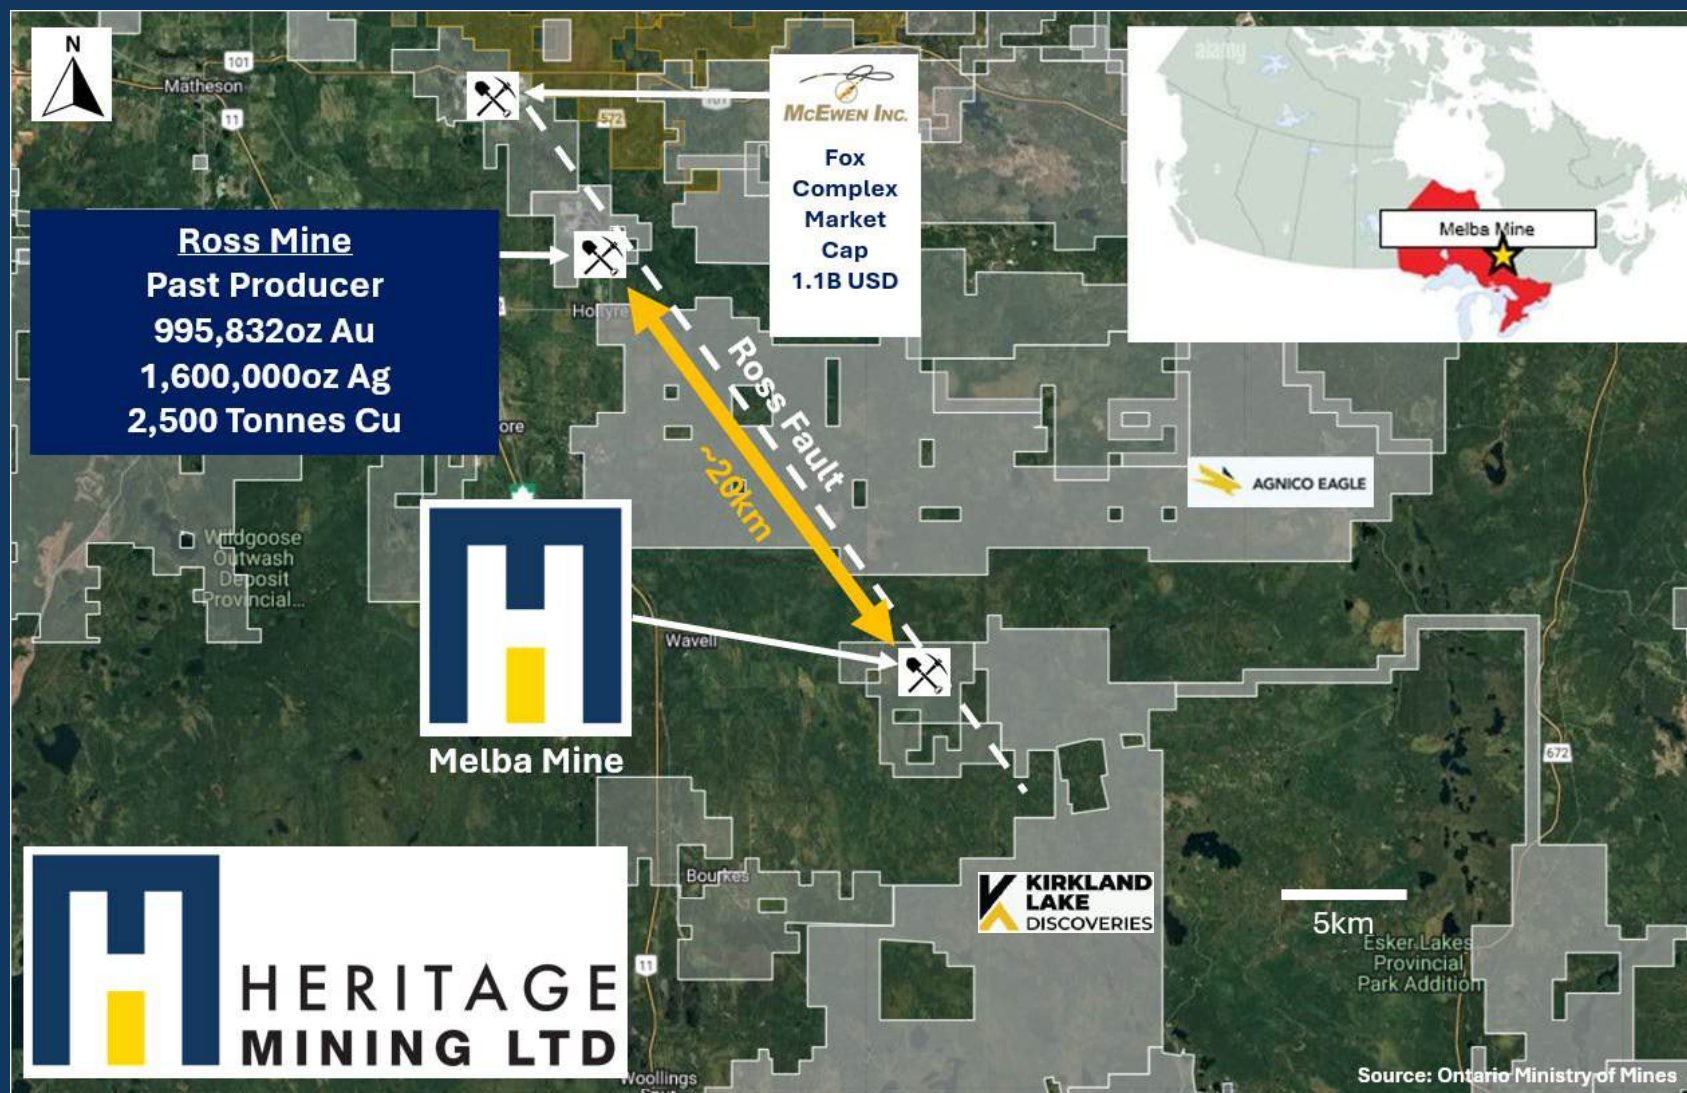 N
101
Matheson
11
572
101
McEWEN INC.
Fox
Complex
Market
Cap
1.1B USD
alamy
Melba Mine
Ross Mine
Past Producer
995,832oz Au
1,600,000oz Ag
2,500 Tonnes Cu
Holtyre
ore
Ross Fault
~20km
AGNICO EAGLE
Wildgoose
Outwash
Deposit
Provincial...
Wavell
Melba Mine
672
Bourkes
KIRKLAND
LAKE
DISCOVERIES
5km
Esker Lakes
Provincial
Park Addition
11
HERITAGE
MINING LTD
Woollings
Source: Ontario Ministry of Mines